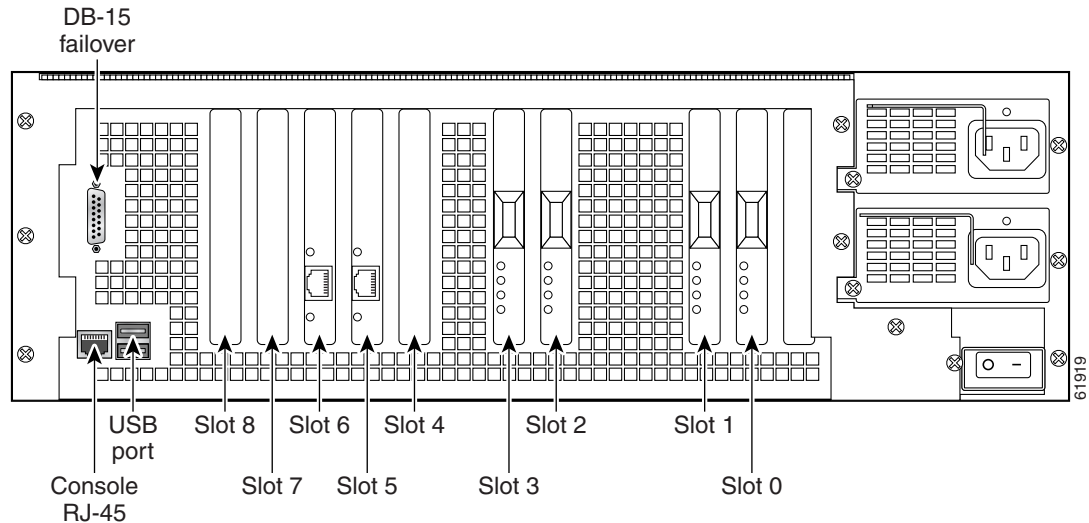 DB-15
failover
61919
USB
port
Slot 8
Slot 6
Slot 4
Slot 2
Slot 1
Console
RJ-45
Slot 7
Slot 5
Slot 3
Slot 0